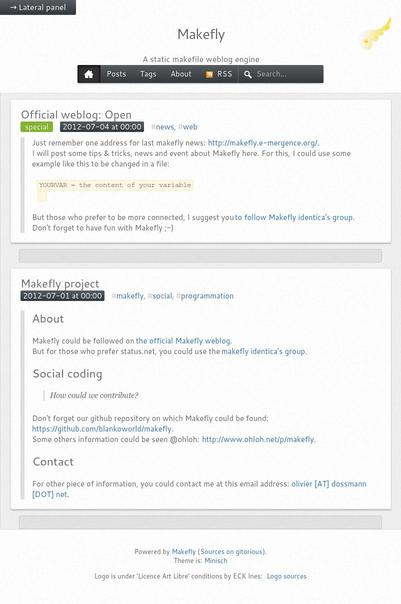 → Lateral panel
Makefly
A static makefile weblog engine
Posts Tags About RSS Search...
Official weblog: Open
special 2012-07-04 at 00:00 #news, #web
Just remember one address for last makefly news: http://makefly.e-mergence.org/.
I will post some tips & tricks, news and event about Makefly here. For this, I could use some
example like this to be changed in a file:
YOURVAR = the content of your variable
But those who prefer to be more connected, I suggest you to follow Makefly identica's group.
Don't forget to have fun with Makefly ;-)
Makefly project
2012-07-01 at 00:00 #makefly, #social, #programmation
About
Makefly could be followed on the official Makefly weblog.
But for those who prefer status.net, you could use the makefly identica's group.
Social coding
How could we contribute?
Don't forget our github repository on which Makefly could be found:
https://github.com/blankoworld/makefly.
Some others information could be seen @ohloh: http://www.ohloh.net/p/makefly.
Contact
For other piece of information, you could contact me at this email address: olivier [AT] dossmann
[DOT] net.
Powered by Makefly (Sources on gitorious).
Theme is: Minisch
Logo is under 'Licence Art Libre' conditions by ECK Ines: Logo sources